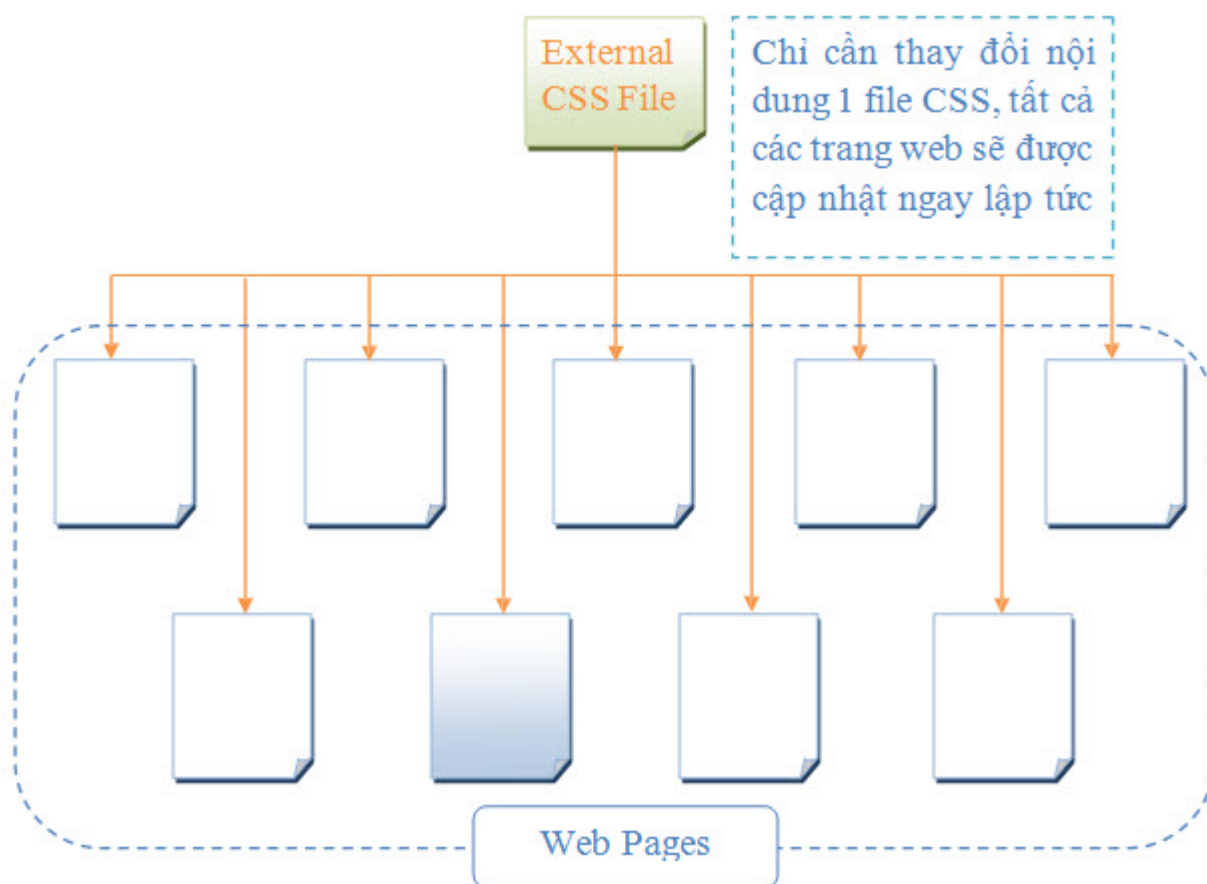 External
CSS File
Chỉ cần thay đổi nội
dung 1 file CSS, tất cả
các trang web sẽ được
cập nhật ngay lập tức
Web Pages